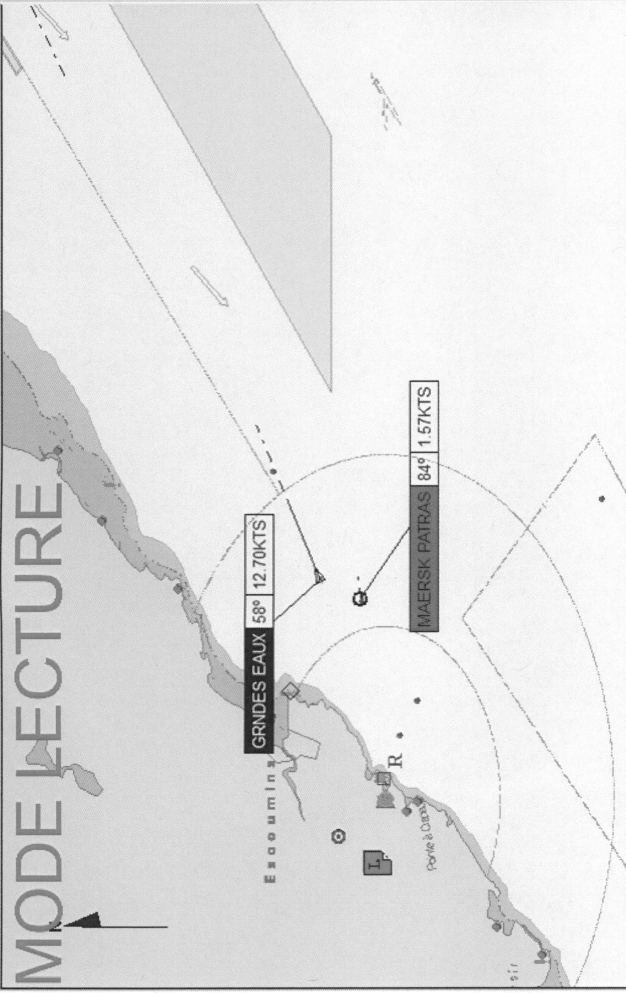 MODE LECTURE
GRNDES EAUX 58° 12.70KTS
MAERSK PATRAS 84° 1.57KTS
Escoumins
R
L